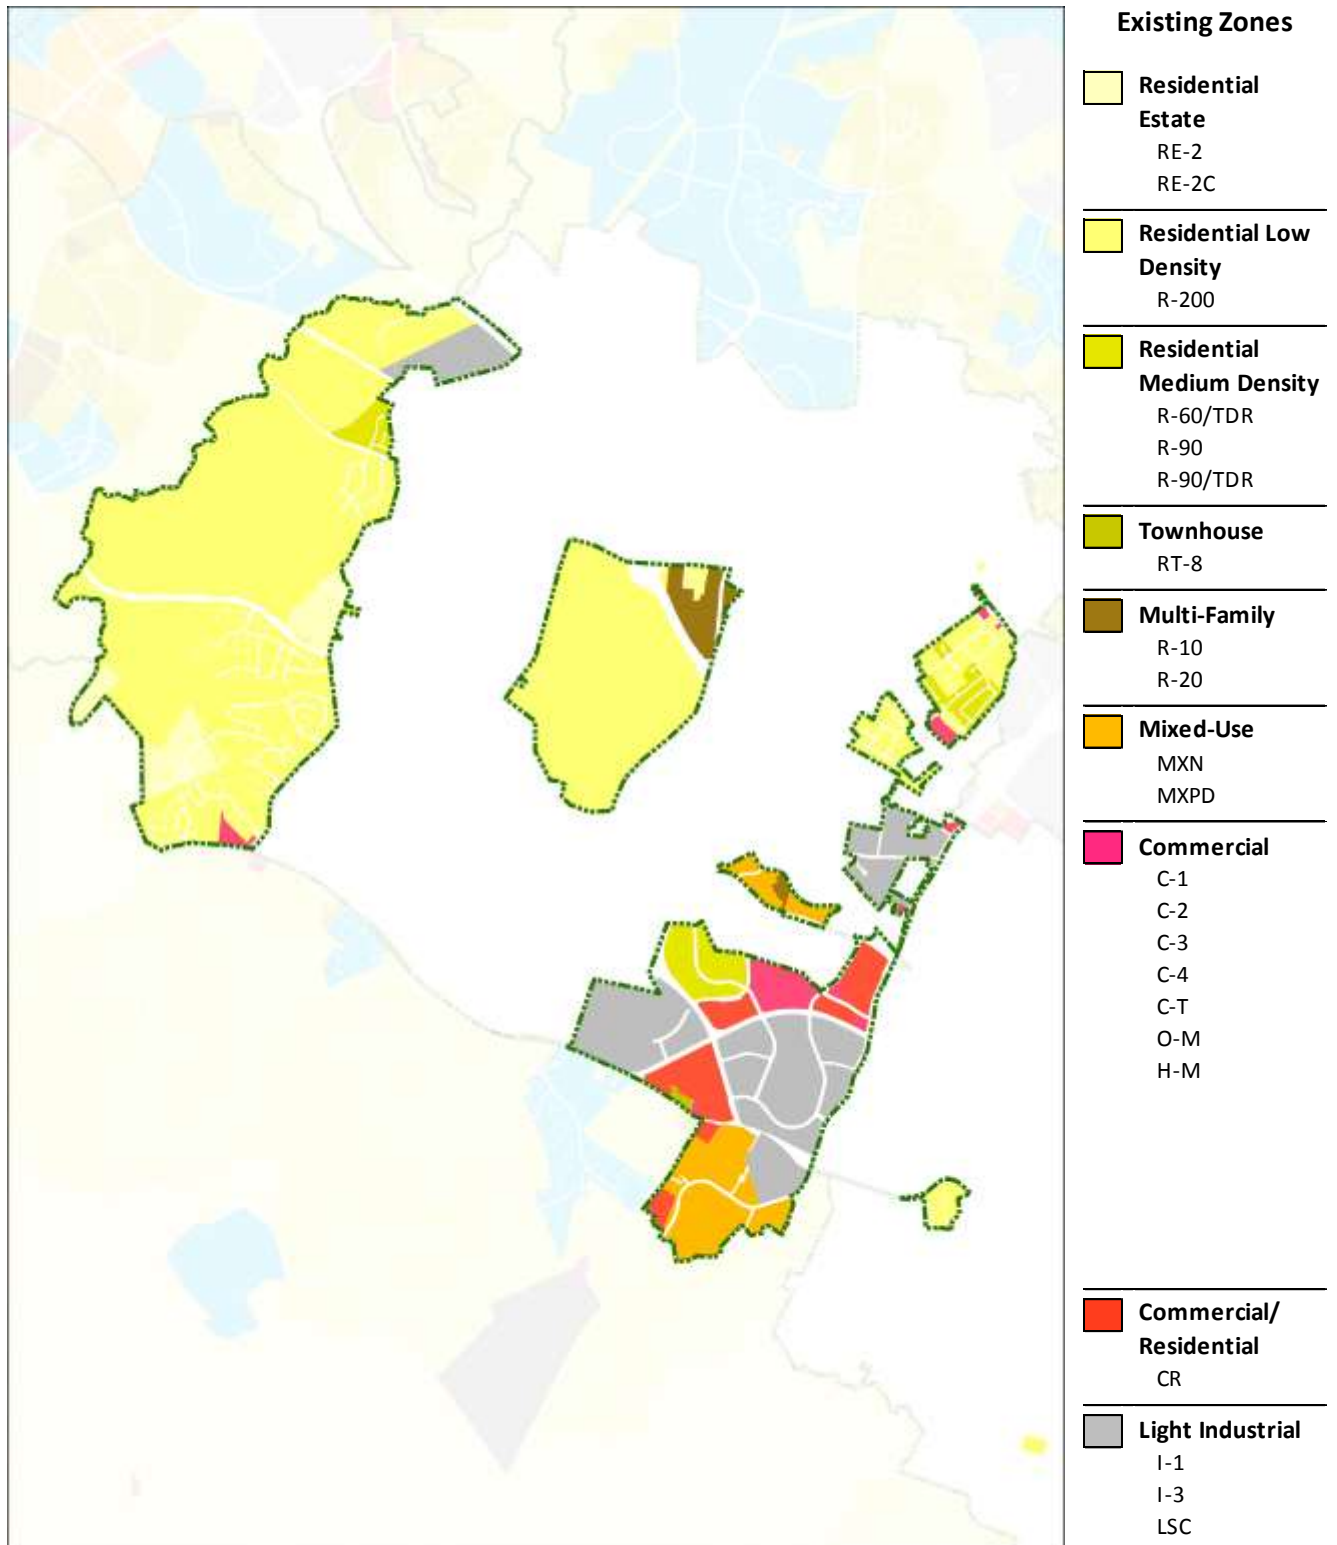 Existing Zones
Residential
Estate
RE-2
RE-2C
Residential Low
Density
R-200
Residential
Medium Density
R-60/TDR
R-90
R-90/TDR
Townhouse
RT-8
Multi-Family
R-10
R-20
Mixed-Use
MXN
MXPD
Commercial
C-1
C-2
C-3
C-4
C-T
O-M
H-M
Commercial/
Residential
CR
Light Industrial
I-1
I-3
LSC